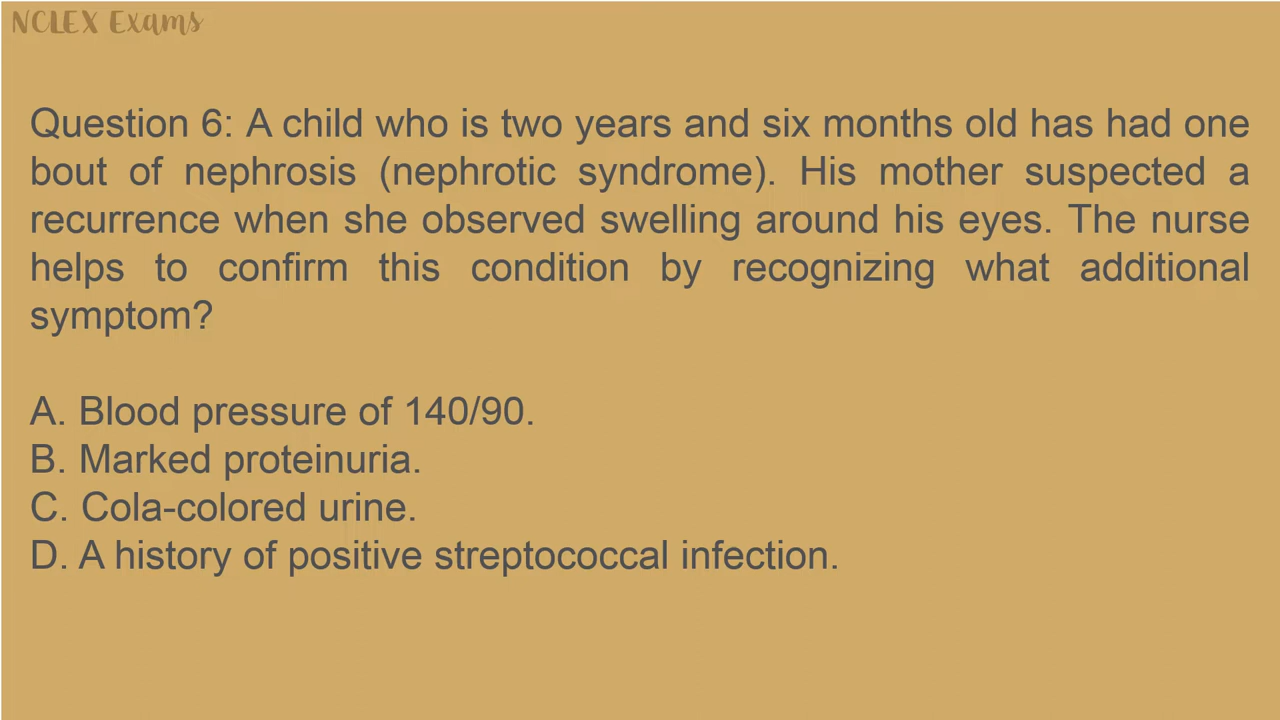 NCLEX Exams
Question 6: A child who is two years and six months old has had one
bout of nephrosis (nephrotic syndrome). His mother suspected a
recurrence when she observed swelling around his eyes. The nurse
helps to confirm this condition by recognizing what additional
symptom?
A. Blood pressure of 140/90.
B. Marked proteinuria.
C. Cola-colored urine.
D. A history of positive streptococcal infection.